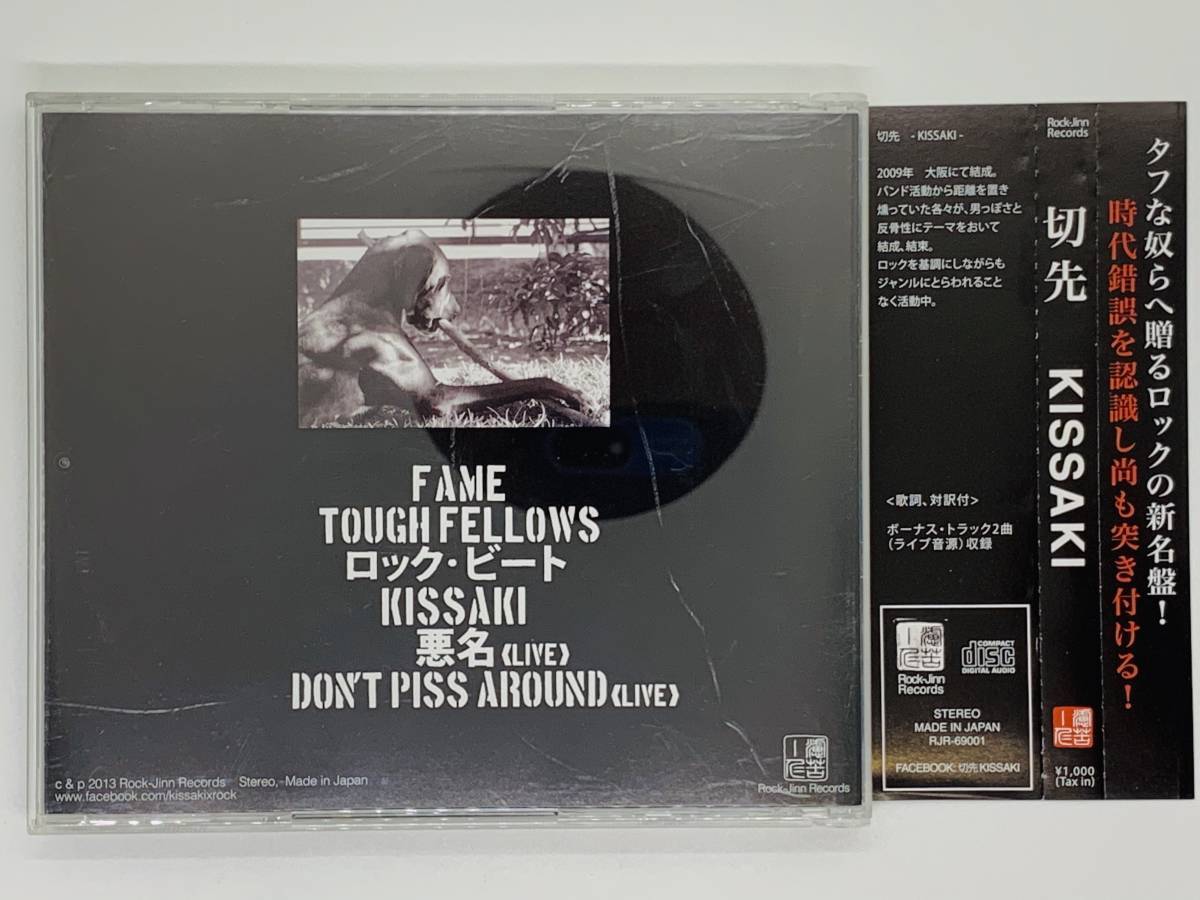 FAME
TOUGH FELLOWS
ロック・ビート
KISSAKI
悪名《LIVE》
DON'T PISS AROUND《LIVE》
c & p 2013 Rock-Jinn Records Stereo, Made in Japan
www.facebook.com/kissakixrock
Rock-Jinn Records
切先 - KISSAKI -
2009年 大阪にて結成。
バンド活動から距離を置き
燻っていた各々が、男っぽさと
反骨性にテーマをおいて
結成、結束。
ロックを基調にしながらも
ジャンルにとらわれること
なく活動中。
<歌詞、対訳付>
ボーナス・トラック2曲
(ライブ音源)収録
Rock-Jinn
Records
COMPACT
disc
DIGITAL AUDIO
STEREO
MADE IN JAPAN
RJR-69001
FACEBOOK: 切先 KISSAKI
Rock-Jinn
Records
切先 KISSAKI
¥1,000
(Tax in)
タフな奴らへ贈るロックの新名盤!
時代錯誤を認識し尚も突き付ける!